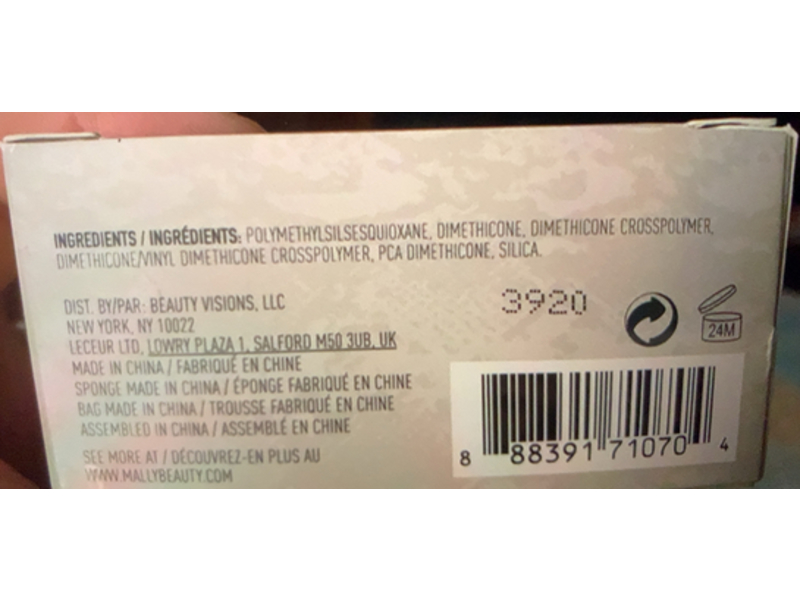 INGREDIENTS / INGRÉDIENTS: POLYMETHYLSILSESQUIOXANE, DIMETHICONE, DIMETHICONE CROSSPOLYMER,
DIMETHICONE/VINYL DIMETHICONE CROSSPOLYMER, PCA DIMETHICONE, SILICA.
3920
DIST. BY/PAR: BEAUTY VISIONS, LLC
NEW YORK, NY 10022
LECEUR LTD, LOWRY PLAZA 1, SALFORD M50 3UB, UK
MADE IN CHINA / FABRIQUÉ EN CHINE
SPONGE MADE IN CHINA / ÉPONGE FABRIQUÉ EN CHINE
BAG MADE IN CHINA / TROUSSE FABRIQUÉ EN CHINE
ASSEMBLED IN CHINA / ASSEMBLÉ EN CHINE
SEE MORE AT / DÉCOUVREZ-EN PLUS AU
WWW.MALLYBEAUTY.COM
24M
8 88391 71070 4